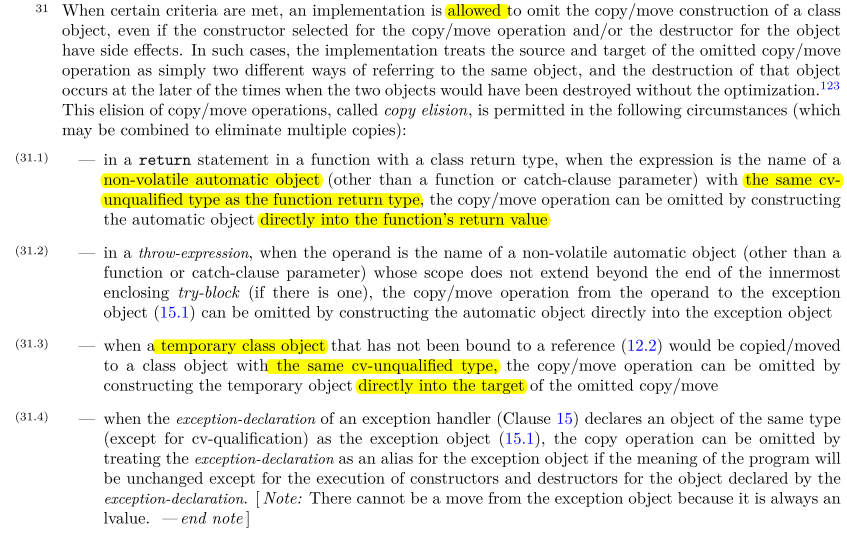 31 When certain criteria are met, an implementation is allowed to omit the copy/move construction of a class
object, even if the constructor selected for the copy/move operation and/or the destructor for the object
have side effects. In such cases, the implementation treats the source and target of the omitted copy/move
operation as simply two different ways of referring to the same object, and the destruction of that object
occurs at the later of the times when the two objects would have been destroyed without the optimization.123
This elision of copy/move operations, called copy elision, is permitted in the following circumstances (which
may be combined to eliminate multiple copies):
(31.1) — in a return statement in a function with a class return type, when the expression is the name of a
non-volatile automatic object (other than a function or catch-clause parameter) with the same cv-
unqualified type as the function return type, the copy/move operation can be omitted by constructing
the automatic object directly into the function's return value
(31.2) — in a throw-expression, when the operand is the name of a non-volatile automatic object (other than a
function or catch-clause parameter) whose scope does not extend beyond the end of the innermost
enclosing try-block (if there is one), the copy/move operation from the operand to the exception
object (15.1) can be omitted by constructing the automatic object directly into the exception object
(31.3) — when a temporary class object that has not been bound to a reference (12.2) would be copied/moved
to a class object with the same cv-unqualified type, the copy/move operation can be omitted by
constructing the temporary object directly into the target of the omitted copy/move
(31.4) — when the exception-declaration of an exception handler (Clause 15) declares an object of the same type
(except for cv-qualification) as the exception object (15.1), the copy operation can be omitted by
treating the exception-declaration as an alias for the exception object if the meaning of the program will
be unchanged except for the execution of constructors and destructors for the object declared by the
exception-declaration. [ Note: There cannot be a move from the exception object because it is always an
lvalue. — end note ]